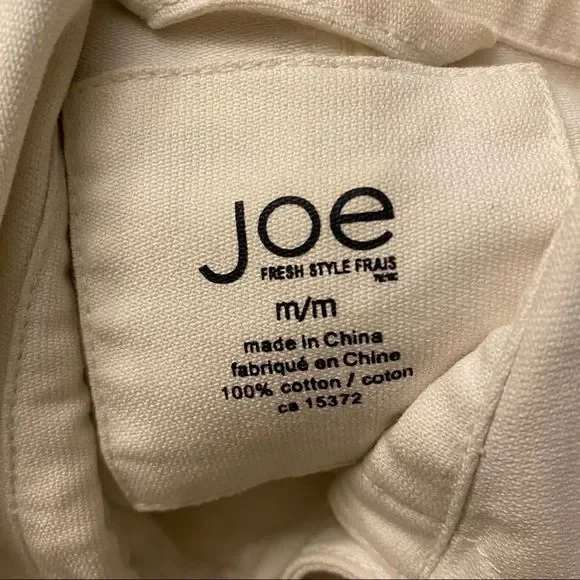 Joe
FRESH STYLE FRAIS
m/m
made in China
fabriqué en Chine
100% cotton / coton
ca 15372